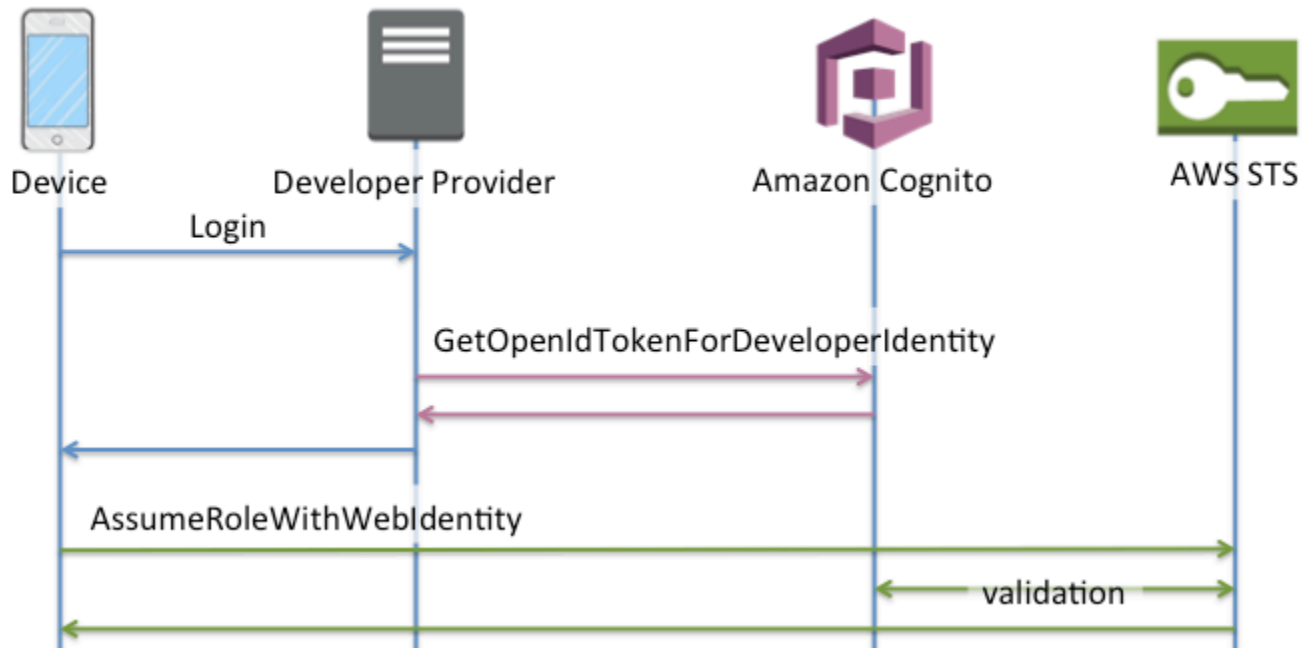 Device
Developer Provider
Amazon Cognito
AWS STS
Login
GetOpenIdTokenForDeveloperIdentity
AssumeRoleWithWebIdentity
validation